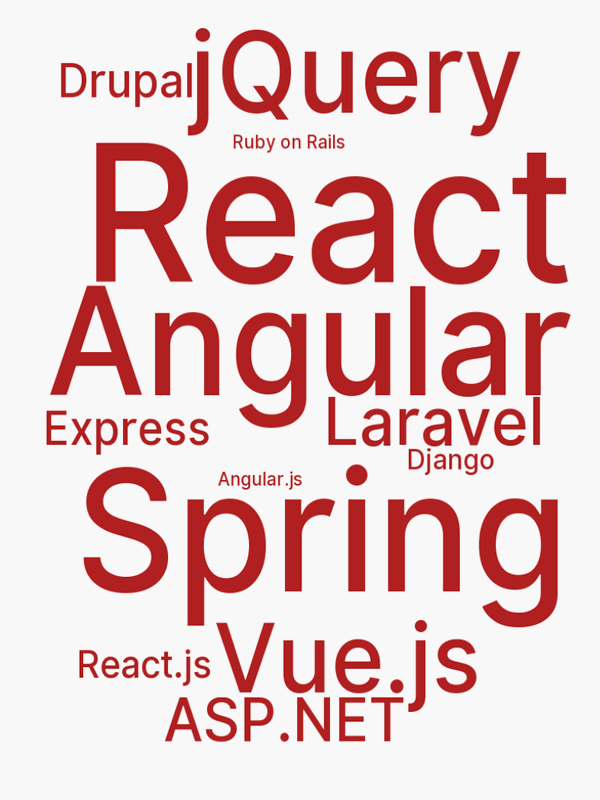 Drupal jQuery
Ruby on Rails
React
Angular
Express Laravel
Django
Angular.js
Spring
React.js Vue.js
ASP.NET